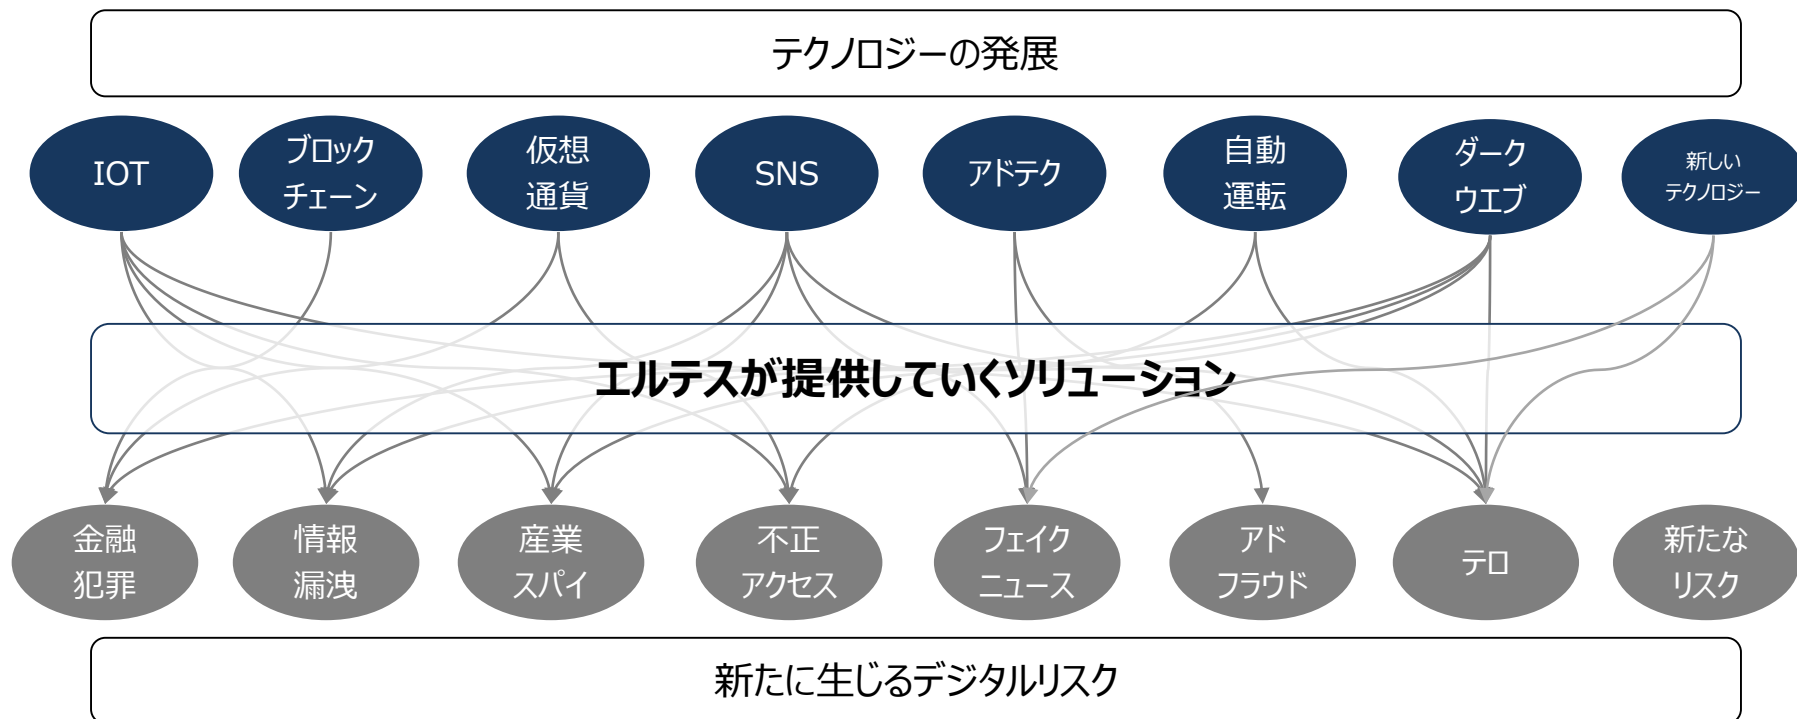 テクノロジーの発展
IOT
ブロック
チェーン
仮想
通貨
SNS
アドテク
自動
運転
ダーク
ウエブ
新しい
テクノロジー
エルテスが提供していくソリューション
金融
犯罪
情報
漏洩
産業
スパイ
不正
アクセス
フェイク
ニュース
アド
フラウド
テロ
新たな
リスク
新たに生じるデジタルリスク